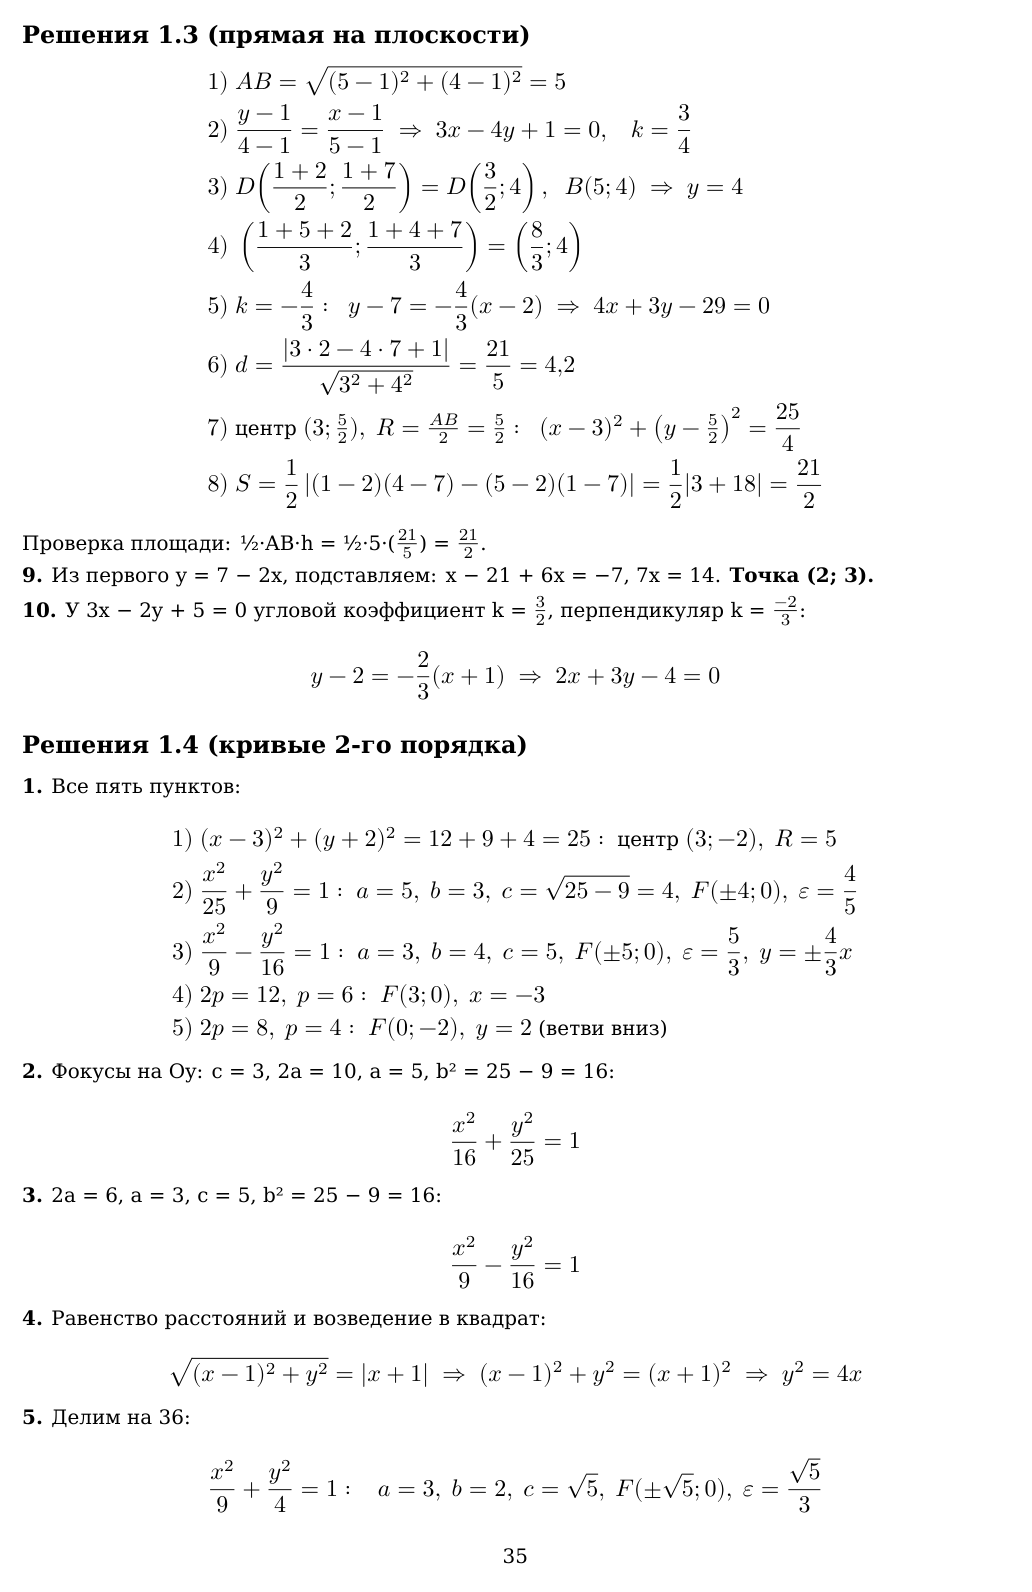 Решения 1.3 (прямая на плоскости)
1) AB = √((5 − 1)² + (4 − 1)²) = 5
2) (y − 1)/(4 − 1) = (x − 1)/(5 − 1) ⇒ 3x − 4y + 1 = 0, k = 3/4
3) D((1 + 2)/2; (1 + 7)/2) = D(3/2; 4), B(5; 4) ⇒ y = 4
4) ((1 + 5 + 2)/3; (1 + 4 + 7)/3) = (8/3; 4)
5) k = −4/3 : y − 7 = −4/3(x − 2) ⇒ 4x + 3y − 29 = 0
6) d = |3 · 2 − 4 · 7 + 1|/√(3² + 4²) = 21/5 = 4,2
7) центр (3; 5/2), R = AB/2 = 5/2 : (x − 3)² + (y − 5/2)² = 25/4
8) S = 1/2 |(1 − 2)(4 − 7) − (5 − 2)(1 − 7)| = 1/2|3 + 18| = 21/2
Проверка площади: ½·AB·h = ½·5·(21/5) = 21/2.
9. Из первого y = 7 − 2x, подставляем: x − 21 + 6x = −7, 7x = 14. Точка (2; 3).
10. У 3x − 2y + 5 = 0 угловой коэффициент k = 3/2, перпендикуляр k = −2/3:
y − 2 = −2/3(x + 1) ⇒ 2x + 3y − 4 = 0
Решения 1.4 (кривые 2-го порядка)
1. Все пять пунктов:
1) (x − 3)² + (y + 2)² = 12 + 9 + 4 = 25 : центр (3; −2), R = 5
2) x²/25 + y²/9 = 1 : a = 5, b = 3, c = √(25 − 9) = 4, F(±4; 0), ε = 4/5
3) x²/9 − y²/16 = 1 : a = 3, b = 4, c = 5, F(±5; 0), ε = 5/3, y = ±4/3x
4) 2p = 12, p = 6 : F(3; 0), x = −3
5) 2p = 8, p = 4 : F(0; −2), y = 2 (ветви вниз)
2. Фокусы на Oy: c = 3, 2a = 10, a = 5, b² = 25 − 9 = 16:
x²/16 + y²/25 = 1
3. 2a = 6, a = 3, c = 5, b² = 25 − 9 = 16:
x²/9 − y²/16 = 1
4. Равенство расстояний и возведение в квадрат:
√((x − 1)² + y²) = |x + 1| ⇒ (x − 1)² + y² = (x + 1)² ⇒ y² = 4x
5. Делим на 36:
x²/9 + y²/4 = 1 : a = 3, b = 2, c = √5, F(±√5; 0), ε = √5/3
35